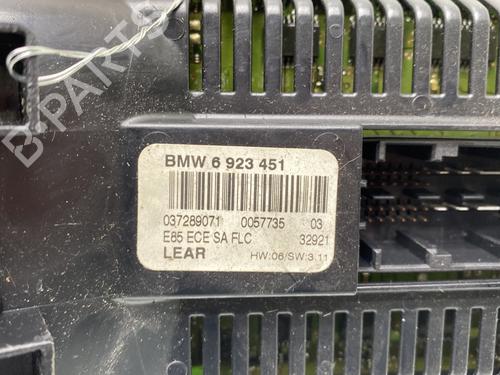 B-PARTS
BMW 6 923 451
037289071 0057735 03
E85 ECE SA FLC 32921
LEAR HW:06/SW:3.11